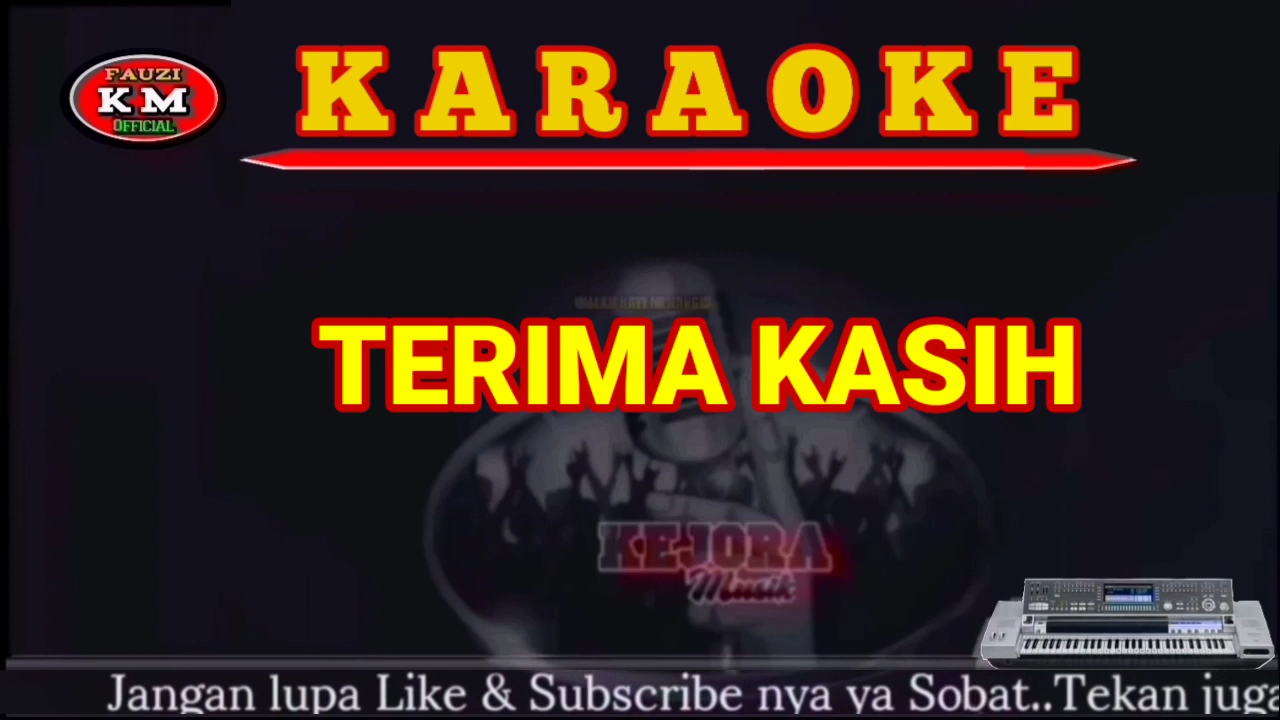 FAUZI
KM
OFFICIAL
KARAOKE
TERIMA KASIH
KEJORA
Musik
Jangan lupa Like & Subscribe nya ya Sobat..Tekan juga